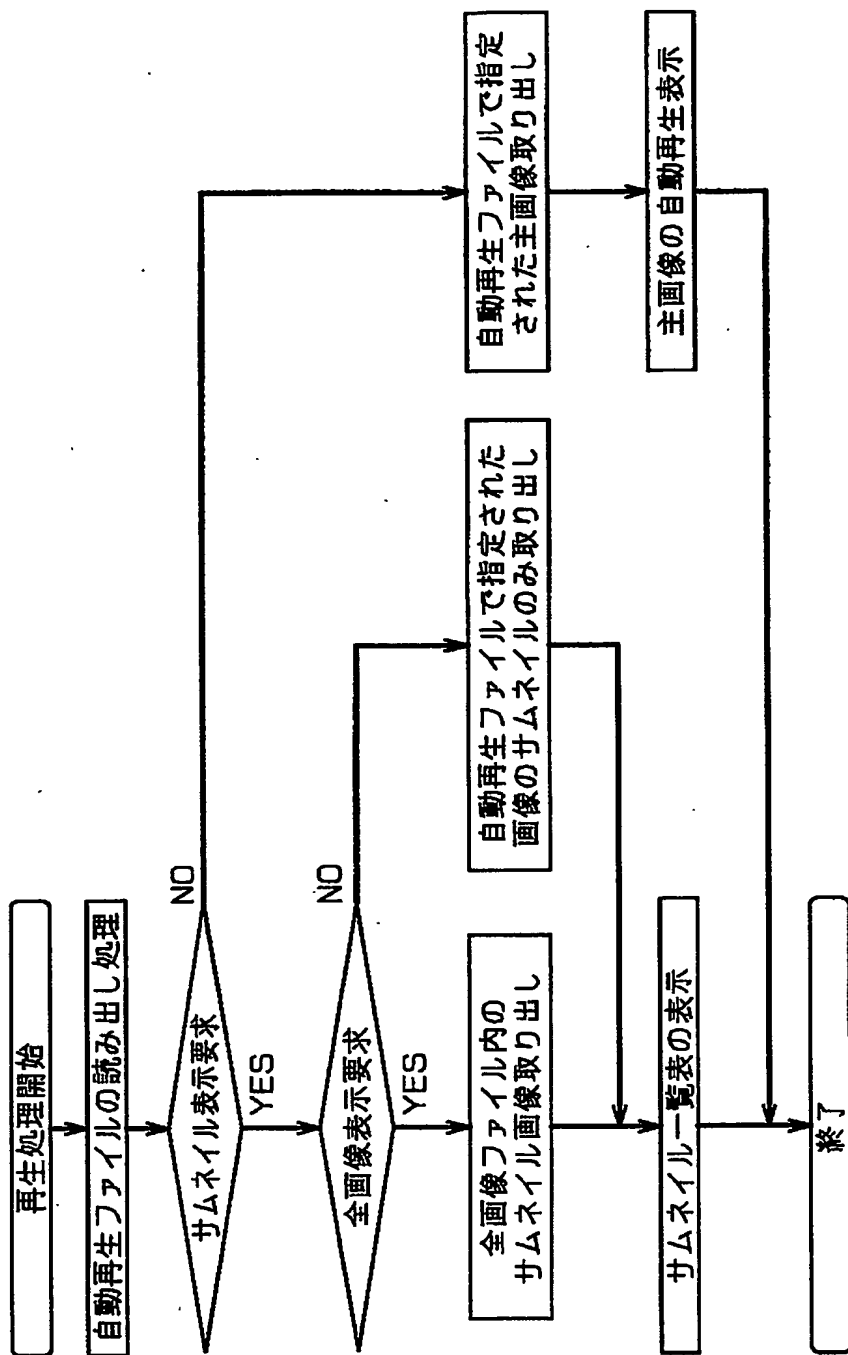 再生処理開始
自動再生ファイルの読み出し処理
サムネイル表示要求
NO
YES
全画像表示要求
NO
YES
全画像ファイル内の
サムネイル画像取り出し
自動再生ファイルで指定された
画像のサムネイルのみ取り出し
自動再生ファイルで指定
された主画像取り出し
サムネイル一覧表の表示
主画像の自動再生表示
終了